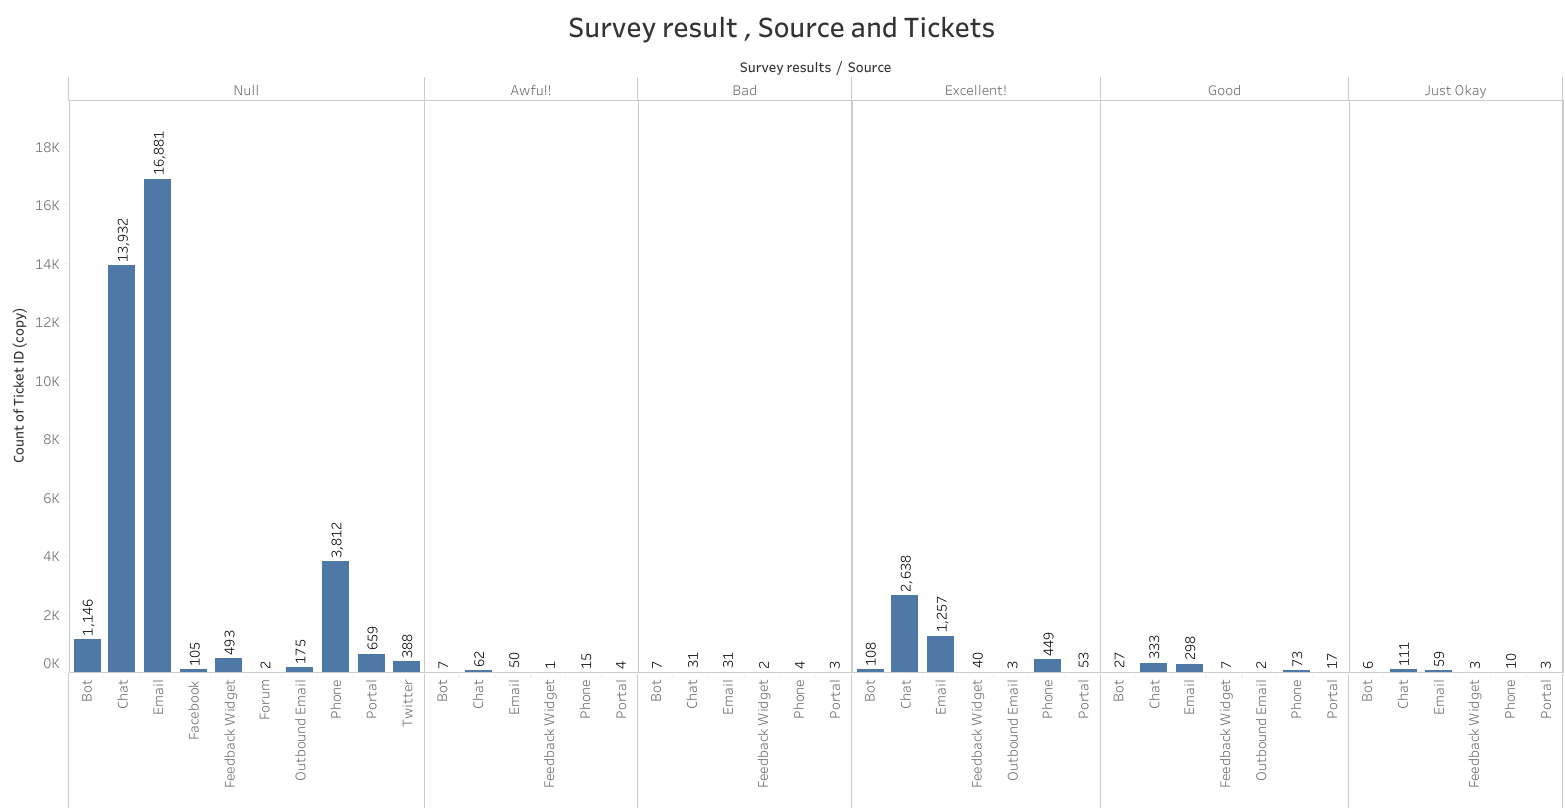 Survey result , Source and Tickets
Survey results / Source
Null
Awful!
Bad
Excellent!
Good
Just Okay
Count of Ticket ID (copy)
18K
16K
14K
12K
10K
8K
6K
4K
2K
0K
1,146
13,932
16,881
105
493
2
175
3,812
659
388
7
62
50
1
15
4
7
31
31
2
4
3
108
2,638
1,257
40
3
449
53
27
333
298
7
2
73
17
6
111
59
3
10
3
Bot
Chat
Email
Facebook
Feedback Widget
Forum
Outbound Email
Phone
Portal
Twitter
Bot
Chat
Email
Feedback Widget
Phone
Portal
Bot
Chat
Email
Feedback Widget
Phone
Portal
Bot
Chat
Email
Feedback Widget
Outbound Email
Phone
Portal
Bot
Chat
Email
Feedback Widget
Outbound Email
Phone
Portal
Bot
Chat
Email
Feedback Widget
Phone
Portal